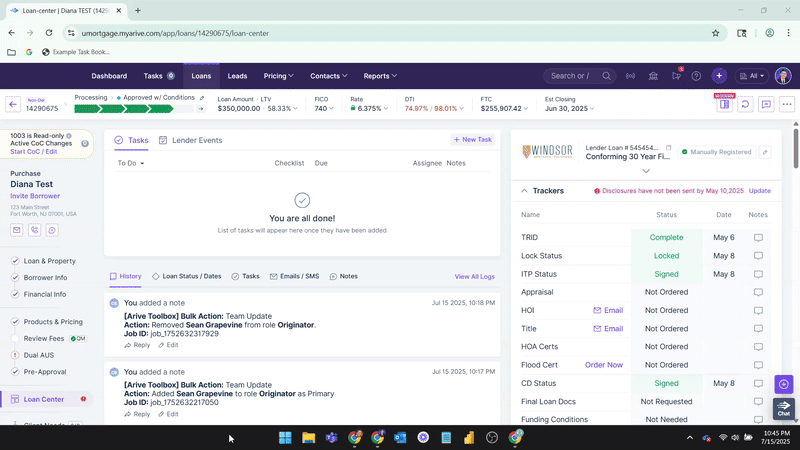 Loan-center | Diana TEST (1429
umortgage.myarive.com/app/loans/14290675/loan-center
Example Task Book...
Dashboard Tasks 0 Loans Leads Pricing Contacts Reports Search or / All
Non-Del
14290675
Processing Approved w/ Conditions
Loan Amount · LTV
$350,000.00 · 58.33%
FICO
740
Rate
6.375%
DTI
74.97% / 98.01%
FTC
$255,907.42
Est Closing
Jun 30, 2025
1003 is Read-only
Active CoC Changes
Start CoC / Edit
Purchase
Diana Test
Invite Borrower
123 Main Street
Fort Worth, NJ 07001, USA
Loan & Property
Borrower Info
Financial Info
Products & Pricing
Review Fees QM
Dual AUS
Pre-Approval
Loan Center
Tasks Lender Events + New Task
To Do Checklist Due Assignee Notes
You are all done!
List of tasks will appear here once they have been added
History Loan Status / Dates Tasks Emails / SMS Notes View All Logs
You added a note Jul 15 2025, 10:18 PM
[Arive Toolbox] Bulk Action: Team Update
Action: Removed Sean Grapevine from role Originator.
Job ID: job_1752632317929
Reply Edit
You added a note Jul 15 2025, 10:17 PM
[Arive Toolbox] Bulk Action: Team Update
Action: Added Sean Grapevine to role Originator as Primary
Job ID: job_1752632217050
Reply Edit
WINDSOR
Lender Loan # 545454...
Conforming 30 Year Fi...
Manually Registered
Trackers Disclosures have not been sent by May 10,2025 Update
Name Status Date Notes
TRID Complete May 6
Lock Status Locked May 8
ITP Status Signed May 8
Appraisal Not Ordered
HOI Email Not Ordered
Title Email Not Ordered
HOA Certs Not Ordered
Flood Cert Order Now Not Ordered
CD Status Signed May 8
Final Loan Docs Not Requested
Funding Conditions Not Needed
Chat
10:45 PM
7/15/2025